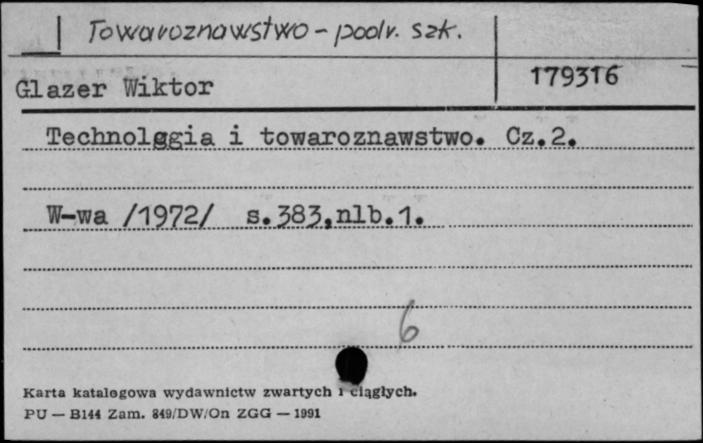 Towaroznawstwo - podr. szk.
Glazer Wiktor
179316
Technolggia i towaroznawstwo. Cz.2.
W-wa /1972/ s.383,nlb.1.
6
Karta katalogowa wydawnictw zwartych i ciągłych.
PU — B144 Zam. 849/DW/On ZGG — 1991